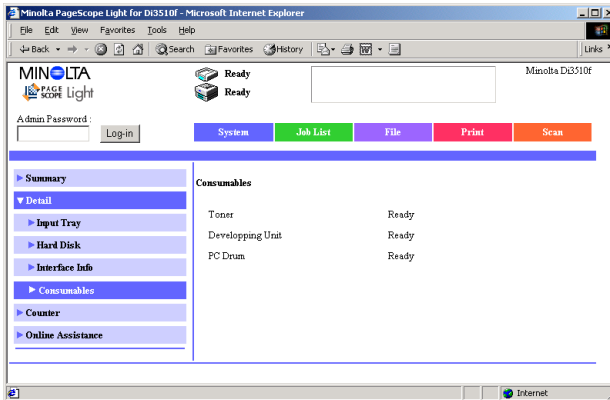 Minolta PageScope Light for Di3510f - Microsoft Internet Explorer
File Edit View Favorites Tools Help
Back Search Favorites History Links
MINOLTA
PAGE SCOPE Light
Ready
Ready
Minolta Di3510f
Admin Password :
Log-in
System Job List File Print Scan
Summary
Detail
Input Tray
Hard Disk
Interface Info
Consumables
Counter
Online Assistance
Consumables
Toner Ready
Developping Unit Ready
PC Drum Ready
Internet